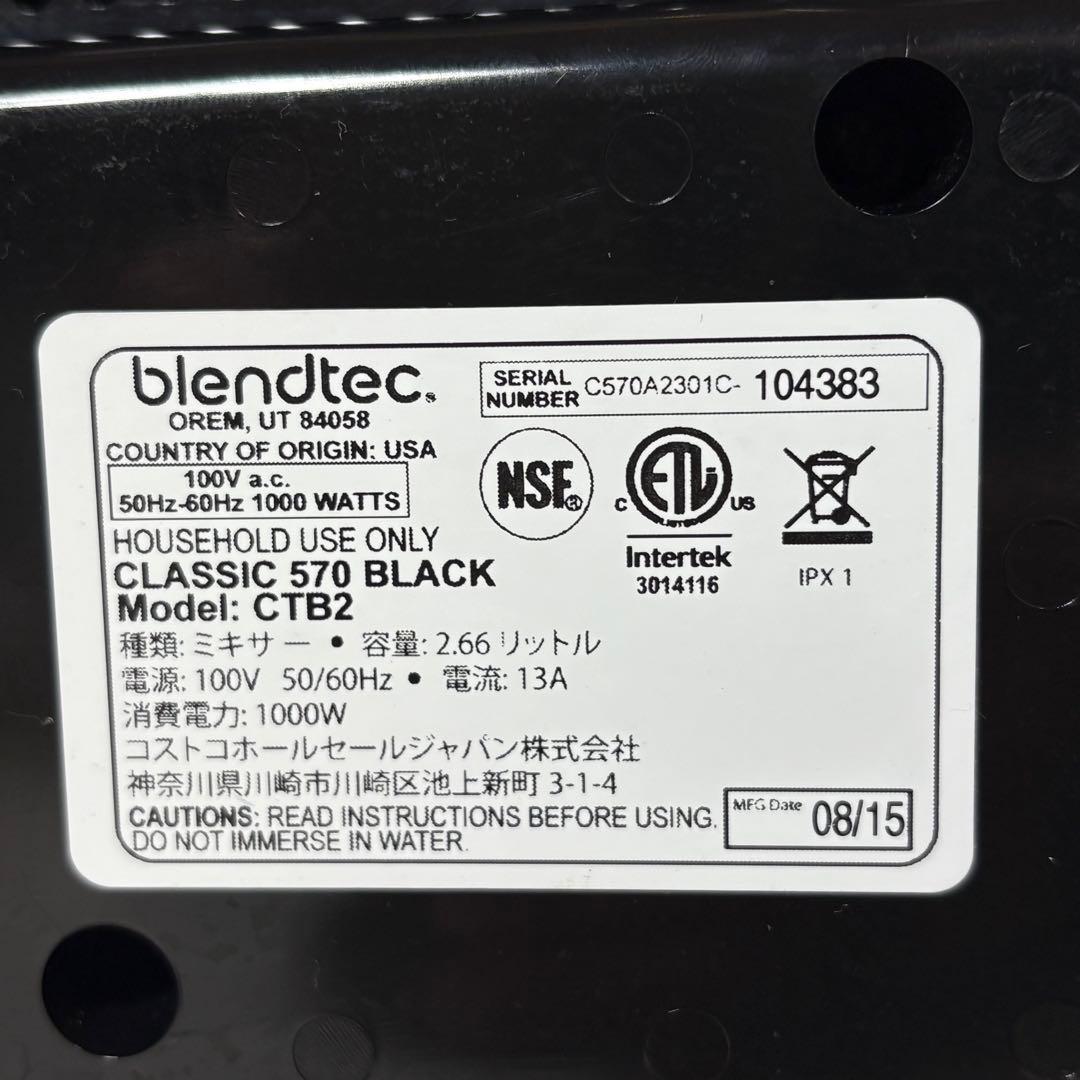 blendtec.
OREM, UT 84058
COUNTRY OF ORIGIN: USA
100V a.c.
50Hz-60Hz 1000 WATTS
SERIAL NUMBER C570A2301C- 104383
NSF®
C ETL US
LISTED
Intertek
3014116
IPX 1
HOUSEHOLD USE ONLY
CLASSIC 570 BLACK
Model: CTB2
種類: ミキサー • 容量: 2.66 リットル
電源: 100V 50/60Hz • 電流: 13A
消費電力: 1000W
コストコホールセールジャパン株式会社
神奈川県川崎市川崎区池上新町 3-1-4
CAUTIONS: READ INSTRUCTIONS BEFORE USING.
DO NOT IMMERSE IN WATER.
MFG Date 08/15